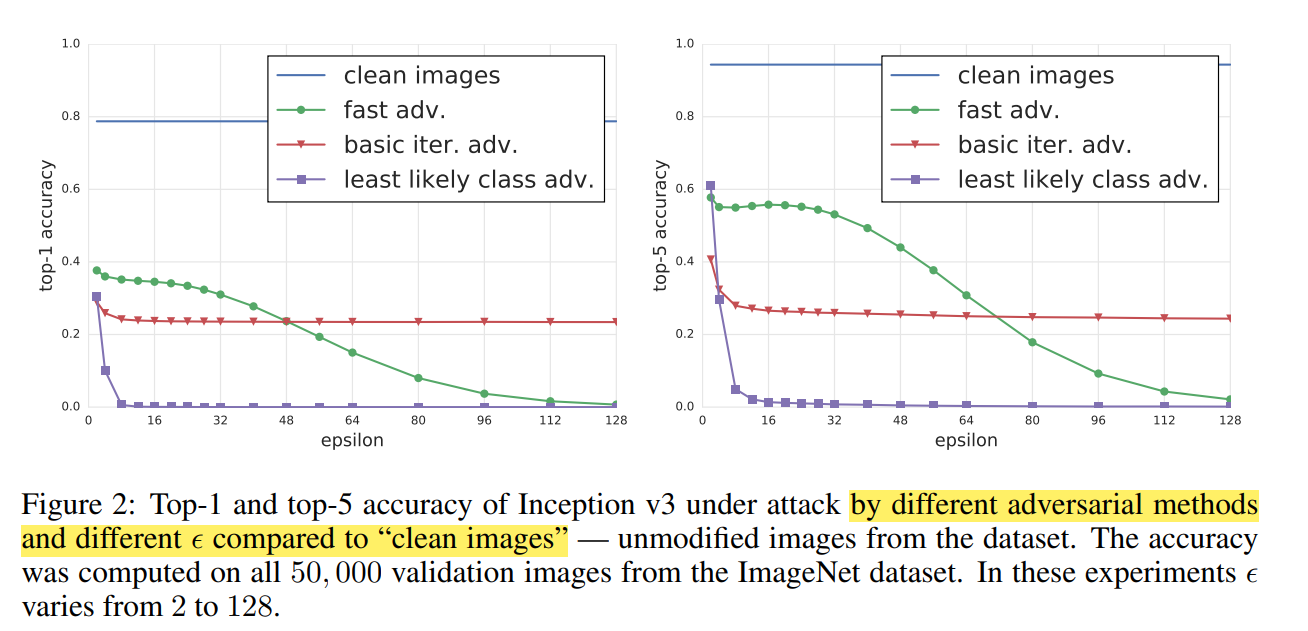 1.0
0.8
0.6
0.4
0.2
0.0
top-1 accuracy
0 16 32 48 64 80 96 112 128
epsilon
clean images
fast adv.
basic iter. adv.
least likely class adv.
1.0
0.8
0.6
0.4
0.2
0.0
top-5 accuracy
0 16 32 48 64 80 96 112 128
epsilon
clean images
fast adv.
basic iter. adv.
least likely class adv.
Figure 2: Top-1 and top-5 accuracy of Inception v3 under attack by different adversarial methods
and different ϵ compared to “clean images” — unmodified images from the dataset. The accuracy
was computed on all 50, 000 validation images from the ImageNet dataset. In these experiments ϵ
varies from 2 to 128.